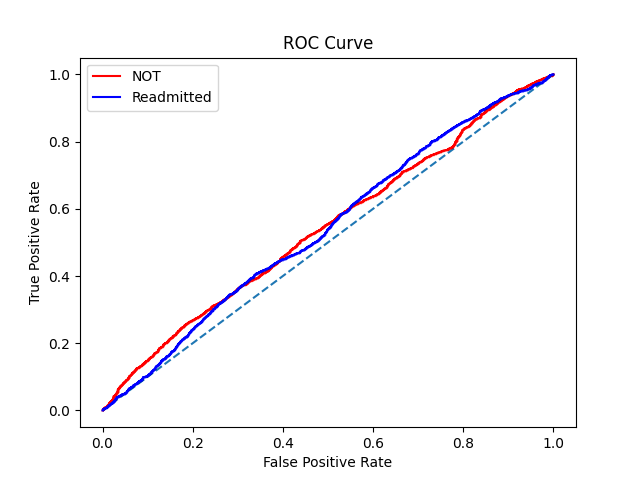 ROC Curve
NOT
Readmitted
True Positive Rate
1.0
0.8
0.6
0.4
0.2
0.0
0.0 0.2 0.4 0.6 0.8 1.0
False Positive Rate